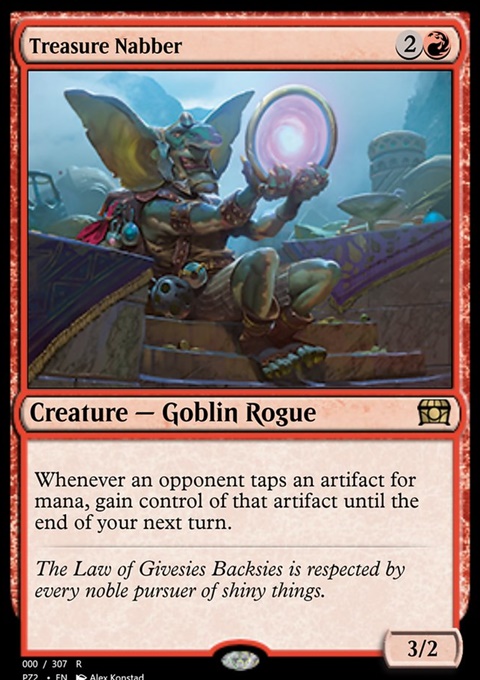 Treasure Nabber 2
Creature — Goblin Rogue
Whenever an opponent taps an artifact for
mana, gain control of that artifact until the
end of your next turn.
The Law of Givesies Backsies is respected by
every noble pursuer of shiny things.
3/2
000 / 307 R
PZ2 • EN Alex Konstad